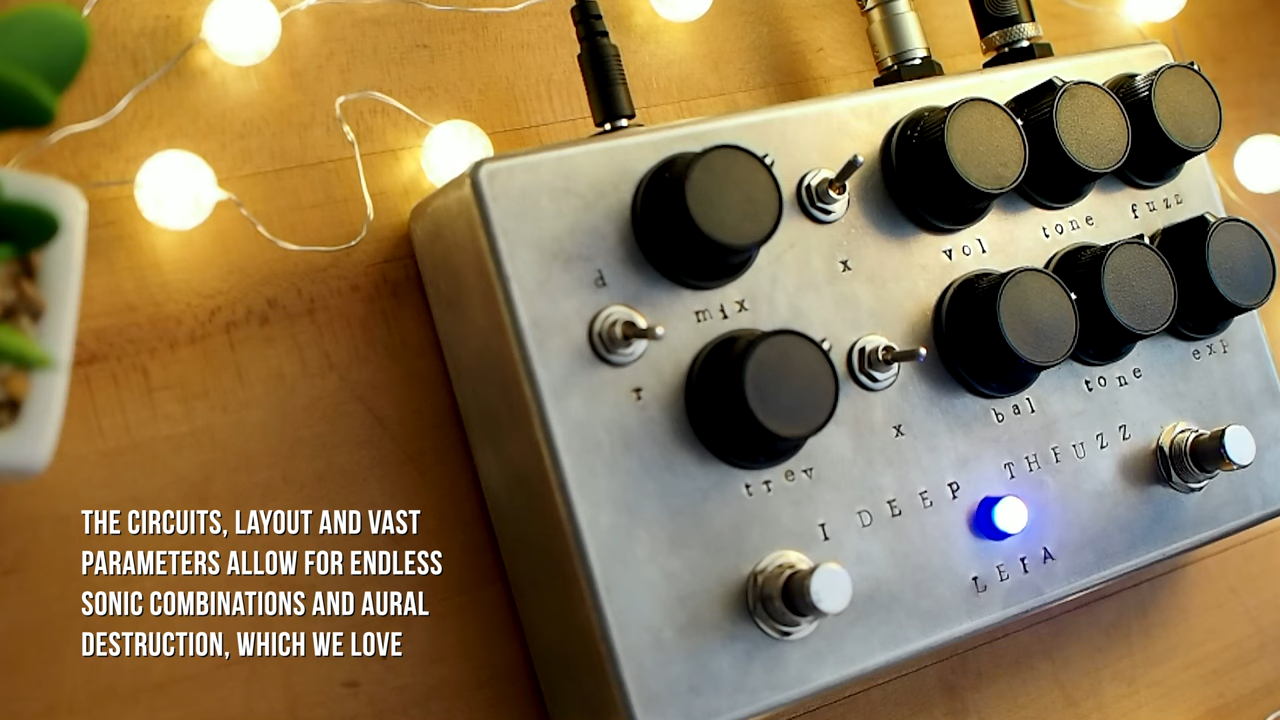 vol tone fuzz
x
d
mix
bal tone exp
r
x
trev
I DEEP THFUZZ
LEIA
THE CIRCUITS, LAYOUT AND VAST
PARAMETERS ALLOW FOR ENDLESS
SONIC COMBINATIONS AND AURAL
DESTRUCTION, WHICH WE LOVE